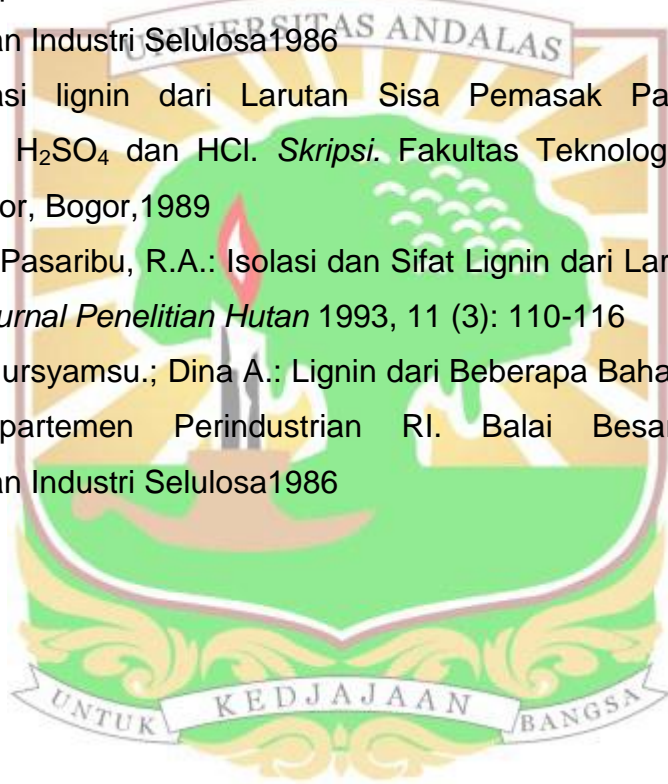 UNIVERSITAS ANDALAS
an Industri Selulosa1986
asi lignin dari Larutan Sisa Pemasak Pa
H₂SO₄ dan HCl. Skripsi. Fakultas Teknolog
or, Bogor,1989
Pasaribu, R.A.: Isolasi dan Sifat Lignin dari Lar
urnal Penelitian Hutan 1993, 11 (3): 110-116
ursyamsu.; Dina A.: Lignin dari Beberapa Baha
partemen Perindustrian RI. Balai Besa
an Industri Selulosa1986
UNTUK KEDJAJAAN BANGSA